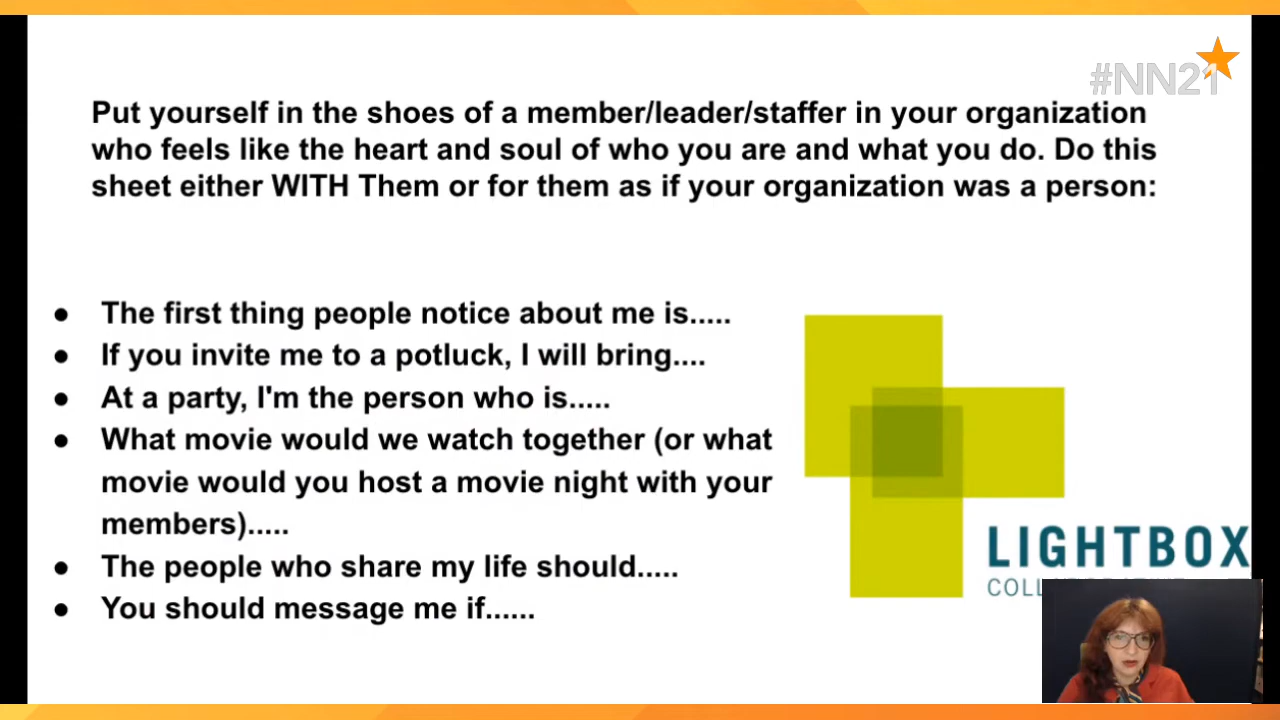 #NN21
Put yourself in the shoes of a member/leader/staffer in your organization
who feels like the heart and soul of who you are and what you do. Do this
sheet either WITH Them or for them as if your organization was a person:
● The first thing people notice about me is.....
● If you invite me to a potluck, I will bring....
● At a party, I'm the person who is.....
● What movie would we watch together (or what
movie would you host a movie night with your
members).....
● The people who share my life should.....
● You should message me if......
LIGHTBOX